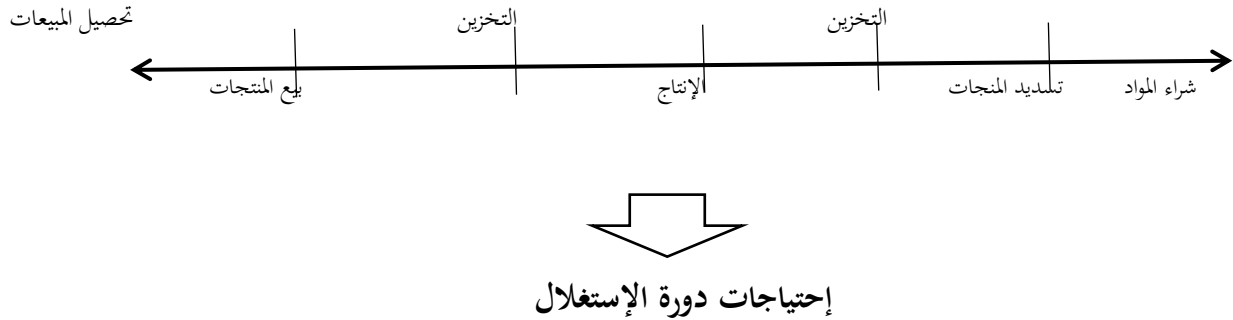 تحصيل المبيعات
التخزين
التخزين
شراء المواد
تسديد المنجات
الإنتاج
بيع المنتجات
إحتياجات دورة الإستغلال